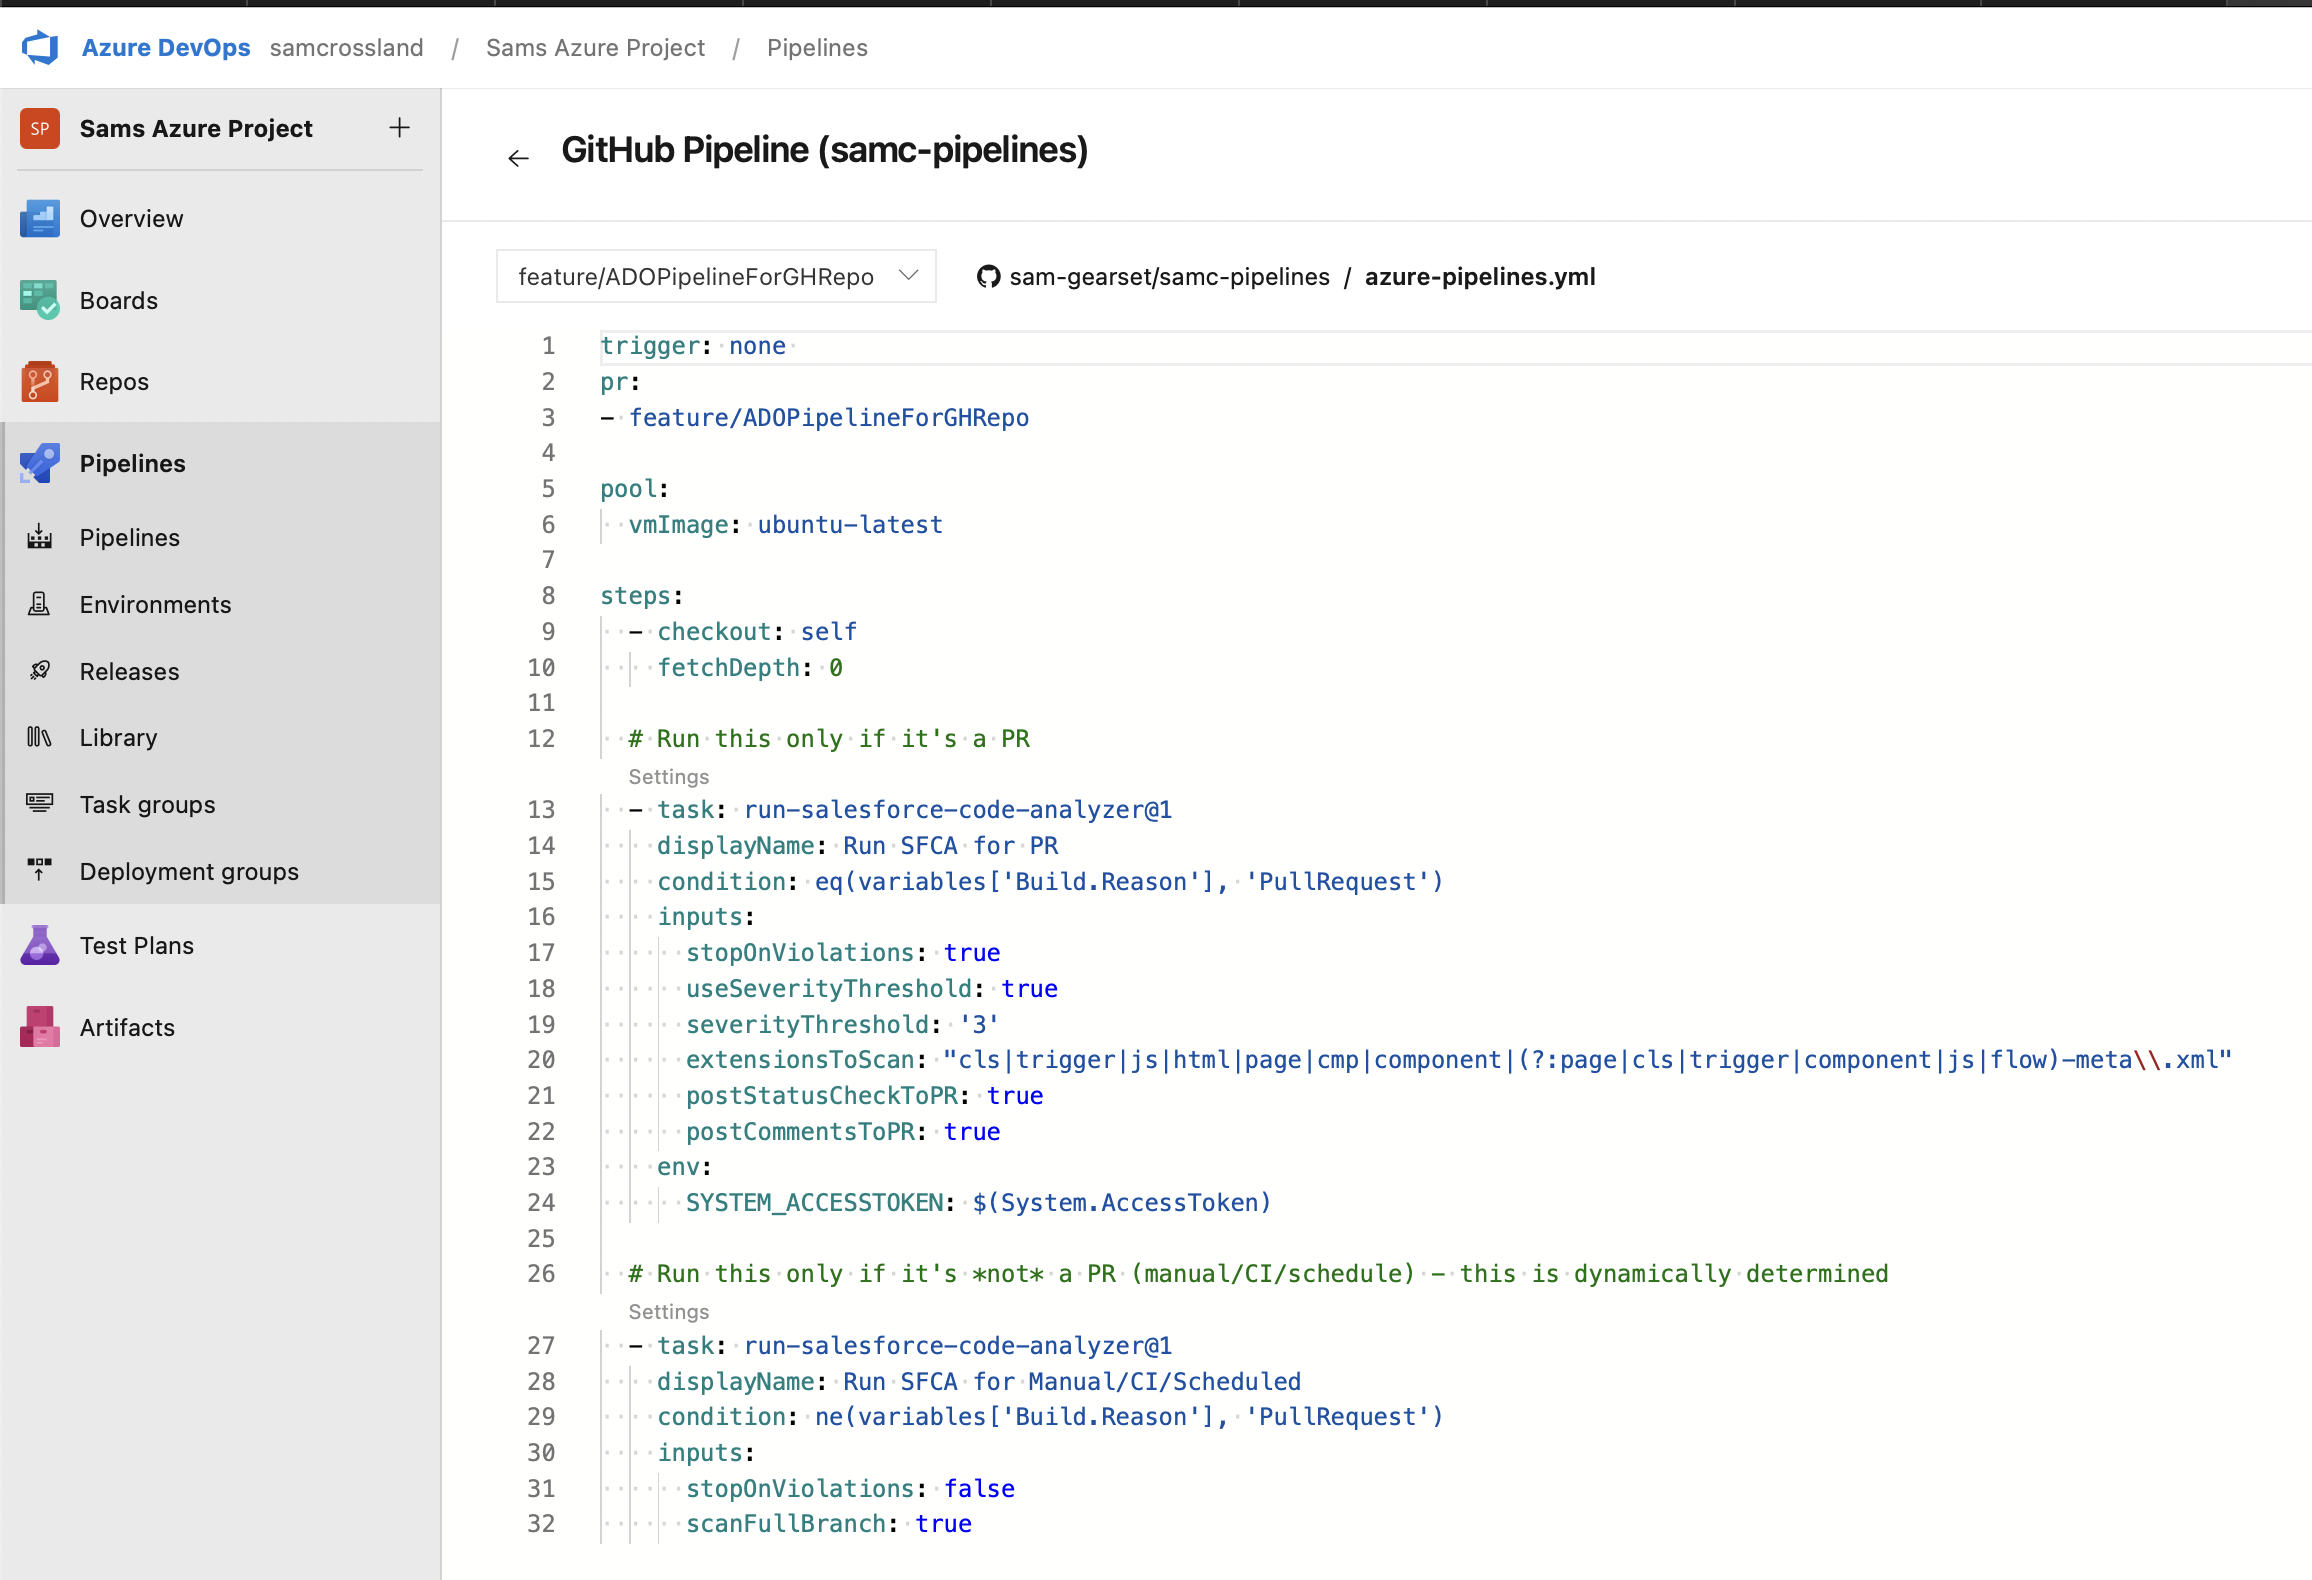 Azure DevOps samcrossland / Sams Azure Project / Pipelines
SP Sams Azure Project +
Overview
Boards
Repos
Pipelines
Pipelines
Environments
Releases
Library
Task groups
Deployment groups
Test Plans
Artifacts
GitHub Pipeline (samc-pipelines)
feature/ADOPipelineForGHRepo sam-gearset/samc-pipelines / azure-pipelines.yml
1 trigger: none
2 pr:
3 - feature/ADOPipelineForGHRepo
4
5 pool:
6   vmImage: ubuntu-latest
7
8 steps:
9   - checkout: self
10     fetchDepth: 0
11
12   # Run this only if it's a PR
Settings
13   - task: run-salesforce-code-analyzer@1
14     displayName: Run SFCA for PR
15     condition: eq(variables['Build.Reason'], 'PullRequest')
16     inputs:
17       stopOnViolations: true
18       useSeverityThreshold: true
19       severityThreshold: '3'
20       extensionsToScan: "cls|trigger|js|html|page|cmp|component|(?:page|cls|trigger|component|js|flow)-meta\\.xml"
21       postStatusCheckToPR: true
22       postCommentsToPR: true
23     env:
24       SYSTEM_ACCESSTOKEN: $(System.AccessToken)
25
26   # Run this only if it's *not* a PR (manual/CI/schedule) - this is dynamically determined
Settings
27   - task: run-salesforce-code-analyzer@1
28     displayName: Run SFCA for Manual/CI/Scheduled
29     condition: ne(variables['Build.Reason'], 'PullRequest')
30     inputs:
31       stopOnViolations: false
32       scanFullBranch: true